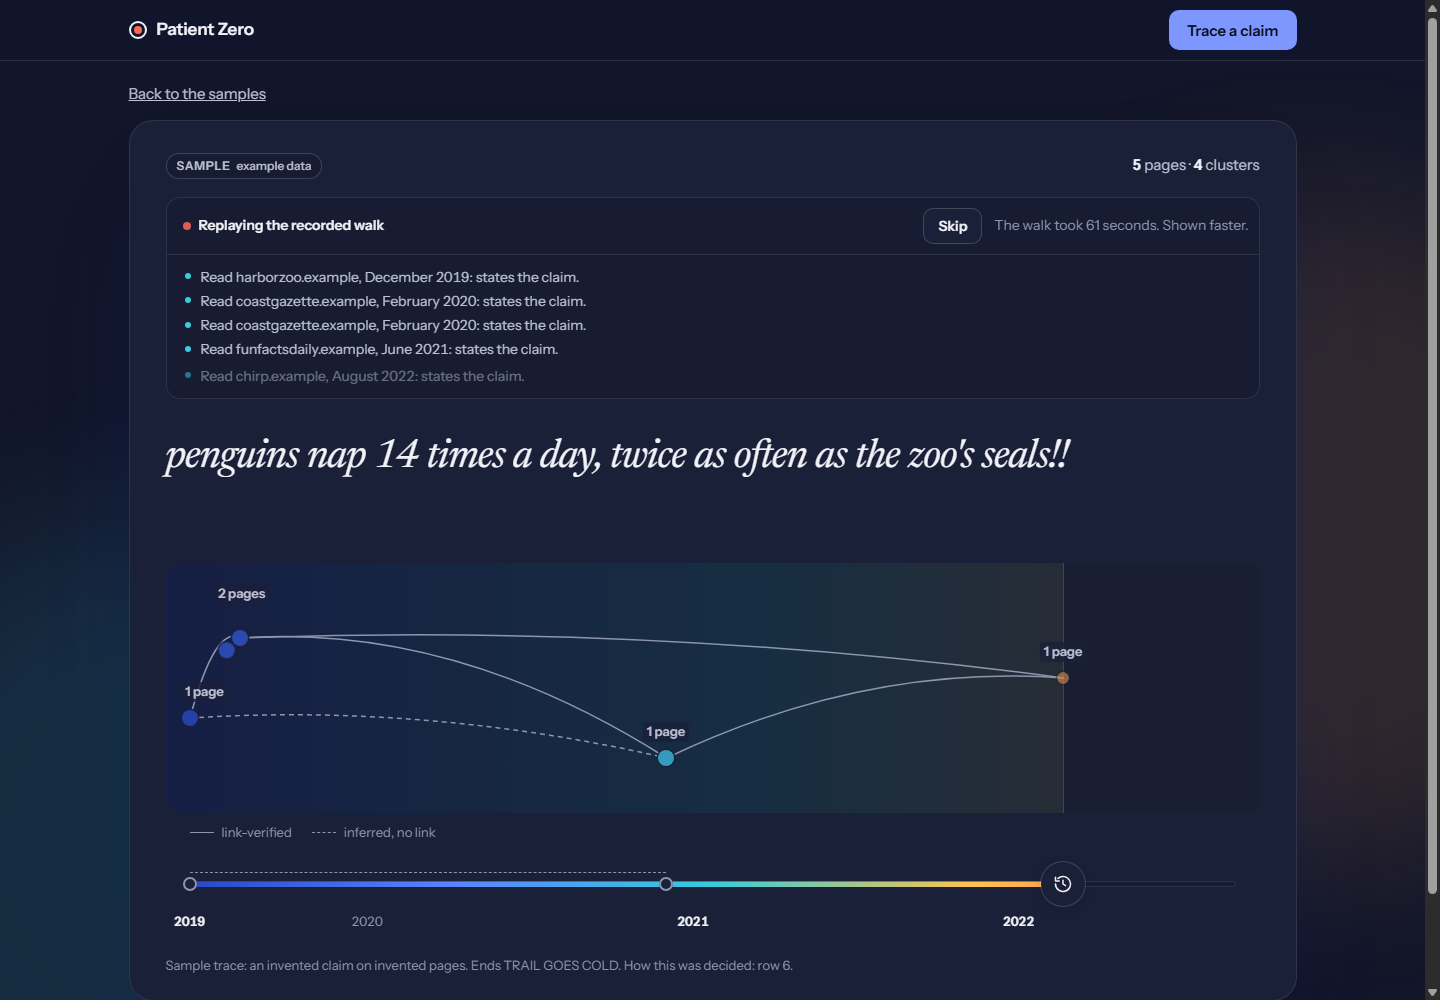 Patient Zero
Trace a claim
Back to the samples
SAMPLE example data
5 pages · 4 clusters
Replaying the recorded walk
Skip
The walk took 61 seconds. Shown faster.
Read harborzoo.example, December 2019: states the claim.
Read coastgazette.example, February 2020: states the claim.
Read coastgazette.example, February 2020: states the claim.
Read funfactsdaily.example, June 2021: states the claim.
Read chirp.example, August 2022: states the claim.
penguins nap 14 times a day, twice as often as the zoo's seals!!
2 pages
1 page
1 page
1 page
link-verified
inferred, no link
2019
2020
2021
2022
Sample trace: an invented claim on invented pages. Ends TRAIL GOES COLD. How this was decided: row 6.